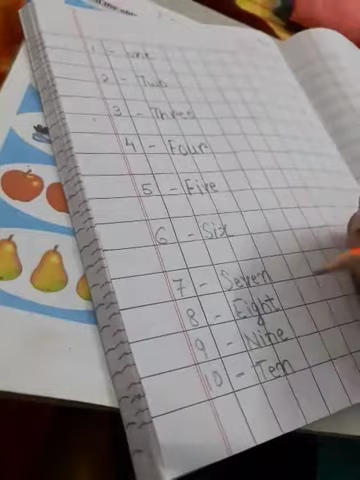 1 - one
2 - Two
3 - Three
4 - Four
5 - Five
6 - Six
7 - Seven
8 - Eight
9 - Nine
10 - Ten